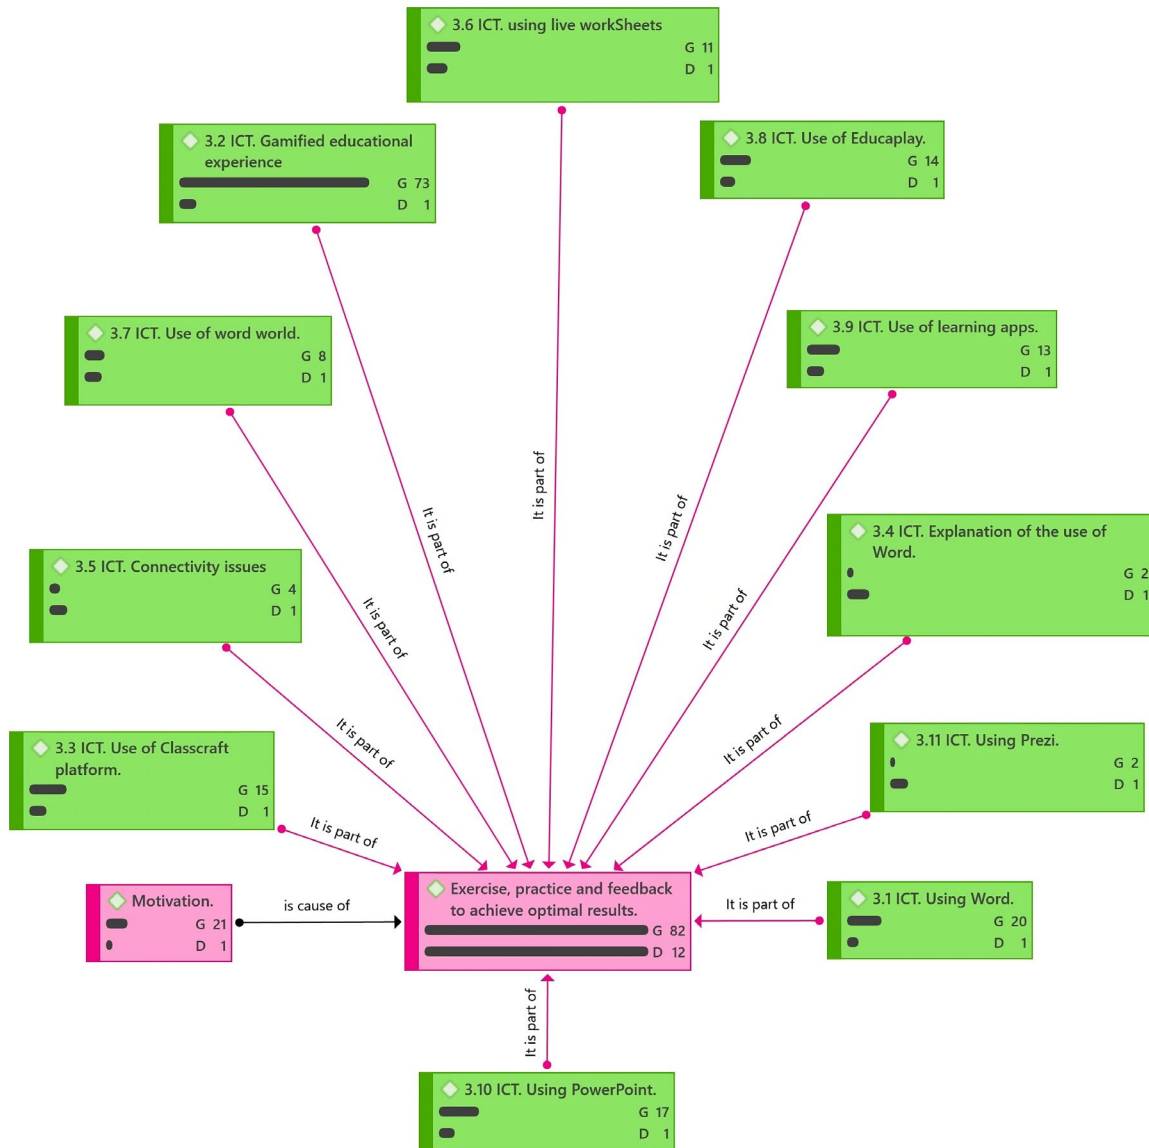 3.6 ICT. using live workSheets
G 11
D 1
3.2 ICT. Gamified educational
experience
G 73
D 1
3.8 ICT. Use of Educaplay.
G 14
D 1
3.7 ICT. Use of word world.
G 8
D 1
3.9 ICT. Use of learning apps.
G 13
D 1
It is part of
It is part of
It is part of
It is part of
It is part of
3.5 ICT. Connectivity issues
G 4
D 1
3.4 ICT. Explanation of the use of
Word.
G 2
D 1
It is part of
It is part of
3.3 ICT. Use of Classcraft
platform.
G 15
D 1
3.11 ICT. Using Prezi.
G 2
D 1
It is part of
It is part of
Motivation.
G 21
D 1
is cause of
Exercise, practice and feedback
to achieve optimal results.
G 82
D 12
It is part of
3.1 ICT. Using Word.
G 20
D 1
It is part of
3.10 ICT. Using PowerPoint.
G 17
D 1